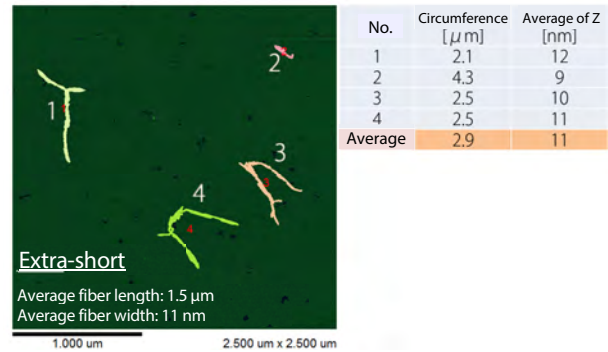 1
2
3
4
3
4
Extra-short
Average fiber length: 1.5 μm
Average fiber width: 11 nm
1.000 um
2.500 um x 2.500 um
No. Circumference [μm] Average of Z [nm]
1 2.1 12
2 4.3 9
3 2.5 10
4 2.5 11
Average 2.9 11